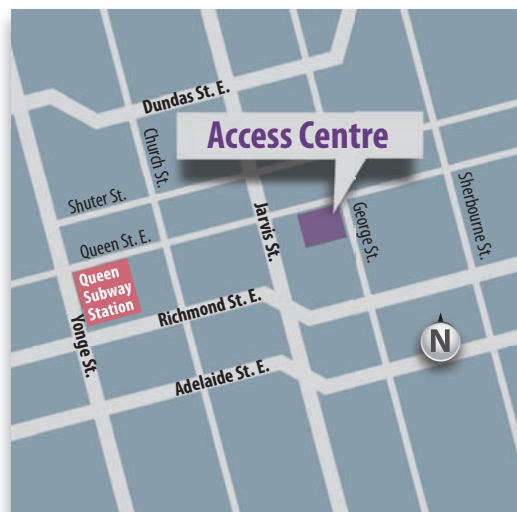 Dundas St. E.
Access Centre
Church St.
Shuter St.
Sherbourne St.
Jarvis St.
George St.
Queen St. E.
Queen
Subway
Station
Richmond St. E.
Yonge St.
N
Adelaide St. E.